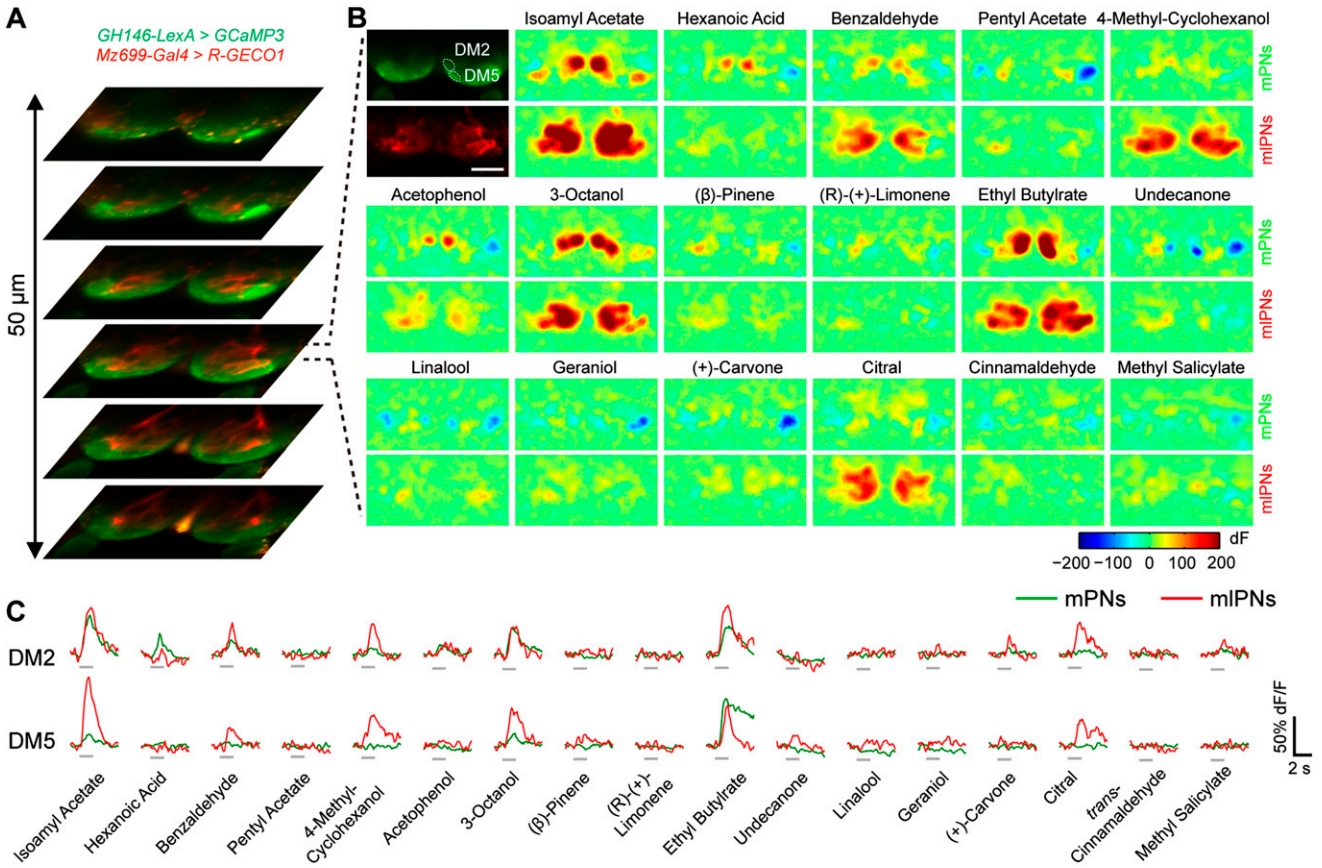 A
GH146-LexA > GCaMP3
Mz699-Gal4 > R-GECO1
50 µm
B
DM2
DM5
Isoamyl Acetate
Hexanoic Acid
Benzaldehyde
Pentyl Acetate
4-Methyl-Cyclohexanol
mPNs
mlPNs
Acetophenol
3-Octanol
(β)-Pinene
(R)-(+)-Limonene
Ethyl Butylrate
Undecanone
mPNs
mlPNs
Linalool
Geraniol
(+)-Carvone
Citral
Cinnamaldehyde
Methyl Salicylate
mPNs
mlPNs
dF
−200
−100
0
100
200
C
mPNs
mlPNs
DM2
DM5
50% dF/F
2 s
Isoamyl Acetate
Hexanoic Acid
Benzaldehyde
Pentyl Acetate
4-Methyl-
Cyclohexanol
Acetophenol
3-Octanol
(β)-Pinene
(R)-(+)-
Limonene
Ethyl Butylrate
Undecanone
Linalool
Geraniol
(+)-Carvone
Citral
trans-
Cinnamaldehyde
Methyl Salicylate